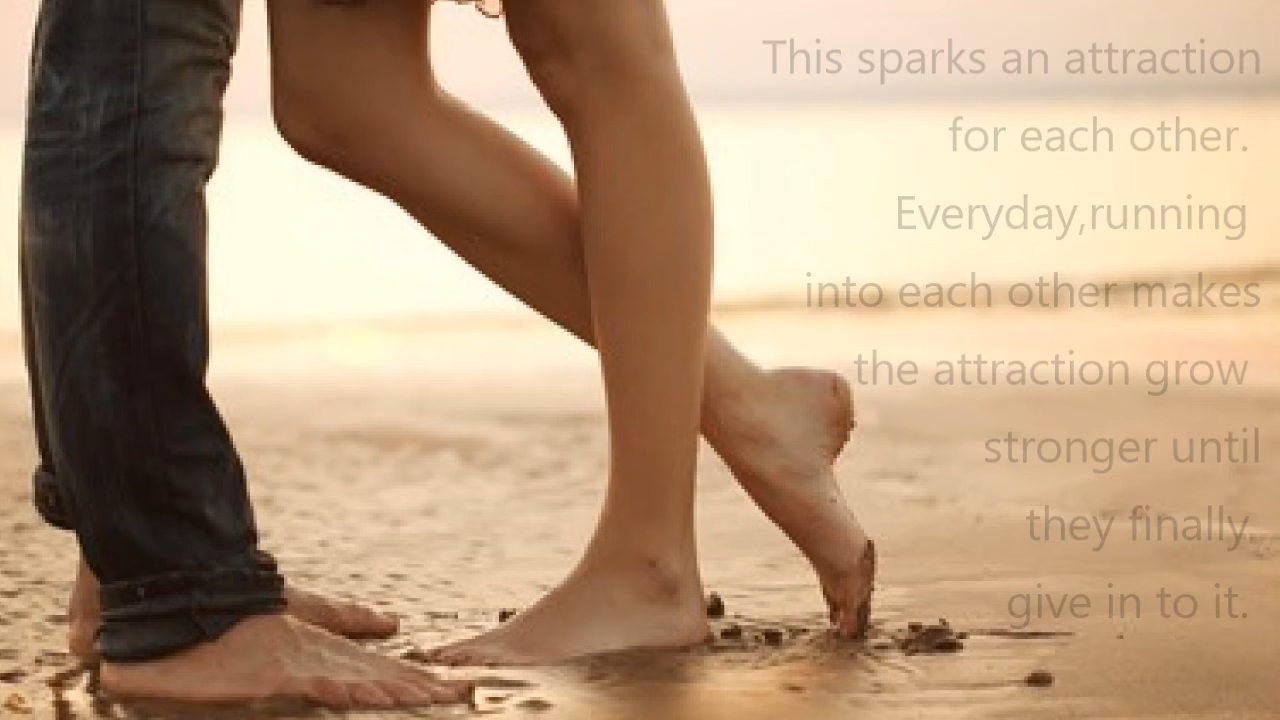 This sparks an attraction
for each other.
Everyday,running
into each other makes
the attraction grow
stronger until
they finally,
give in to it.